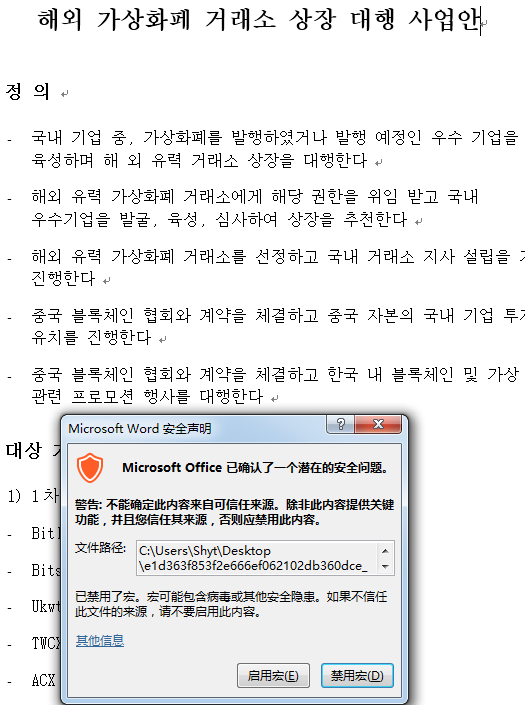 해외 가상화폐 거래소 상장 대행 사업안
정 의
- 국내 기업 중, 가상화폐를 발행하였거나 발행 예정인 우수 기업을
육성하며 해 외 유력 거래소 상장을 대행한다
- 해외 유력 가상화폐 거래소에게 해당 권한을 위임 받고 국내
우수기업을 발굴, 육성, 심사하여 상장을 추천한다
- 해외 유력 가상화폐 거래소를 선정하고 국내 거래소 지사 설립을
진행한다
- 중국 블록체인 협회와 계약을 체결하고 중국 자본의 국내 기업
유치를 진행한다
- 중국 블록체인 협회와 계약을 체결하고 한국 내 블록체인 및 가상
관련 프로모션 행사를 대행한다
Microsoft Word 安全声明
Microsoft Office 已确认了一个潜在的安全问题。
警告: 不能确定此内容来自可信任来源。除非此内容提供关键
功能，并且您信任其来源，否则应禁用此内容。
文件路径:
C:\Users\Shyt\Desktop
\e1d363f853f2e666ef062102db360dce_
已禁用了宏。宏可能包含病毒或其他安全隐患。如果不信任
此文件的来源，请不要启用此内容。
其他信息
启用宏(E) 禁用宏(D)
대상
1) 1차
-
- Bits
-
- TWCX
- ACX